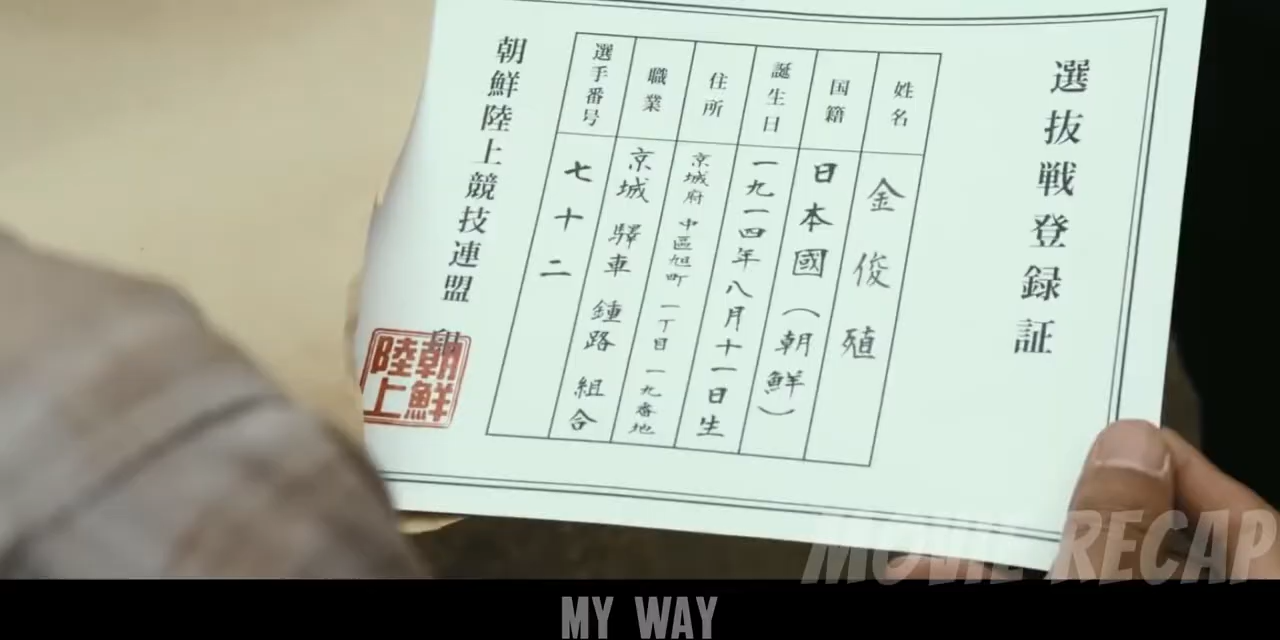 選抜戦登録証
姓名
金俊殖
国籍
日本國（朝鮮）
誕生日
一九一四年八月十一日生
住所
京城府中區旭町一丁目一九番地
職業
京城驛車鍾路組合
選手番号
七十二
朝鮮陸上競技連盟
印
朝鮮
陸上
MOVIE RECAP
MY WAY